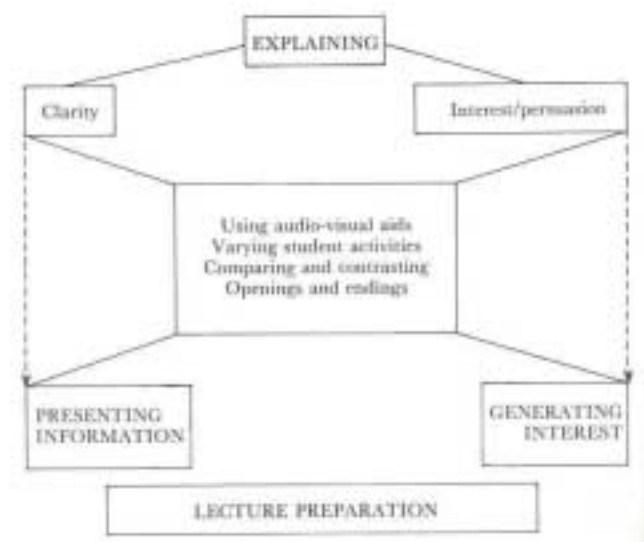 EXPLAINING
Clarity
Interest/persuasion
Using audio-visual aids
Varying student activities
Comparing and contrasting
Openings and endings
PRESENTING
INFORMATION
GENERATING
INTEREST
LECTURE PREPARATION